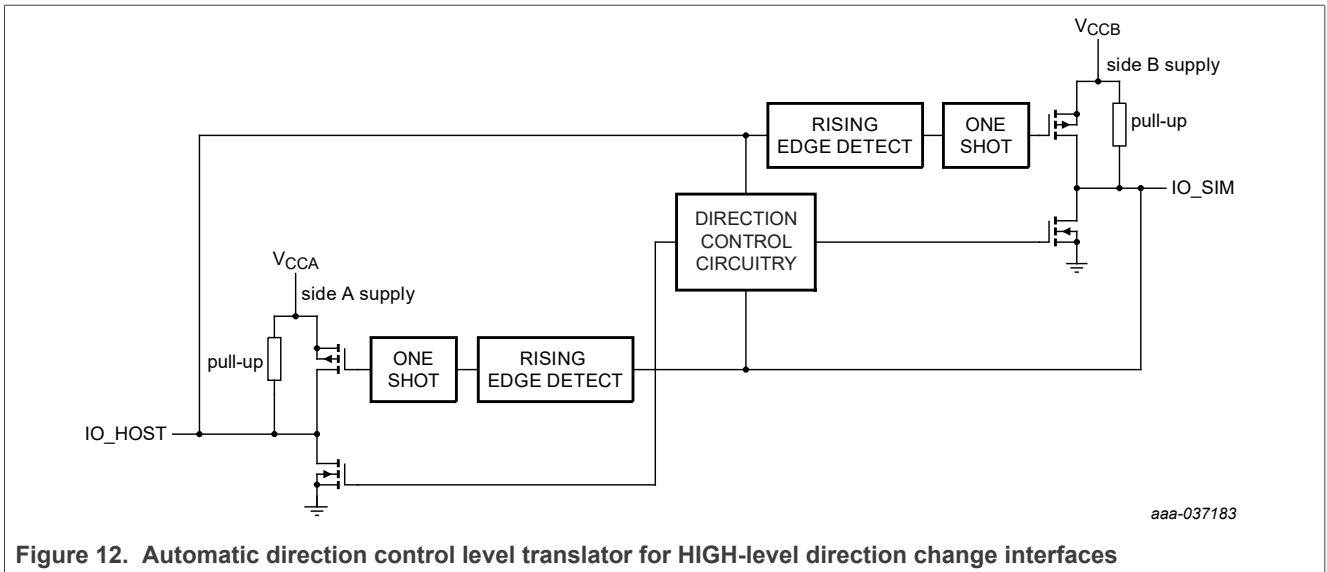 VCCB
side B supply
RISING
EDGE DETECT
ONE
SHOT
pull-up
IO_SIM
DIRECTION
CONTROL
CIRCUITRY
VCCA
side A supply
pull-up
ONE
SHOT
RISING
EDGE DETECT
IO_HOST
aaa-037183
Figure 12. Automatic direction control level translator for HIGH-level direction change interfaces